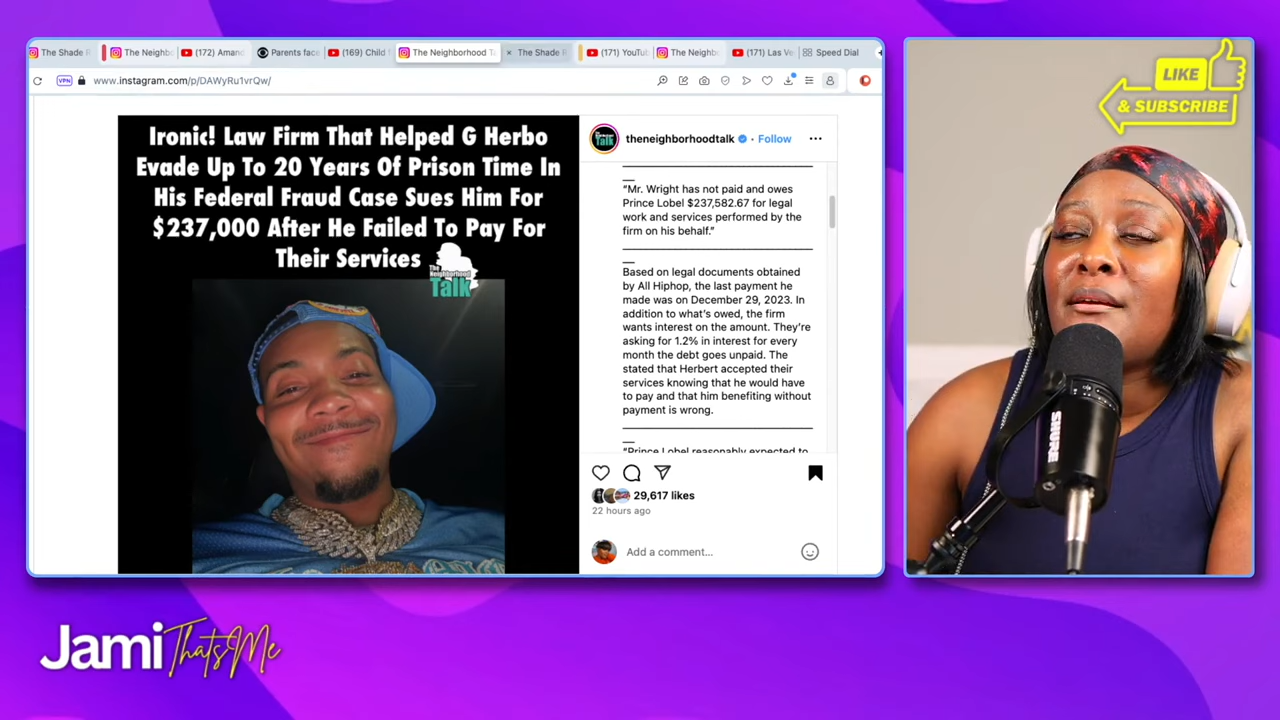 The Shade R
The Neighb
(172) Aman
Parents face
(169) Child f
The Neighborhood T
The Shade R
(171) YouTu
The Neighb
(171) Las Ve
Speed Dial
VPN
www.instagram.com/p/DAWyRu1vrQw/
Ironic! Law Firm That Helped G Herbo
Evade Up To 20 Years Of Prison Time In
His Federal Fraud Case Sues Him For
$237,000 After He Failed To Pay For
Their Services
The
Neighborhood
Talk
theneighborhoodtalk
• Follow
“Mr. Wright has not paid and owes
Prince Lobel $237,582.67 for legal
work and services performed by the
firm on his behalf.”
Based on legal documents obtained
by All Hiphop, the last payment he
made was on December 29, 2023. In
addition to what’s owed, the firm
wants interest on the amount. They’re
asking for 1.2% in interest for every
month the debt goes unpaid. The
stated that Herbert accepted their
services knowing that he would have
to pay and that him benefiting without
payment is wrong.
“Prince Lobel reasonably expected to
29,617 likes
22 hours ago
Add a comment...
LIKE
& SUBSCRIBE
SHURE
Jami ThatsMe